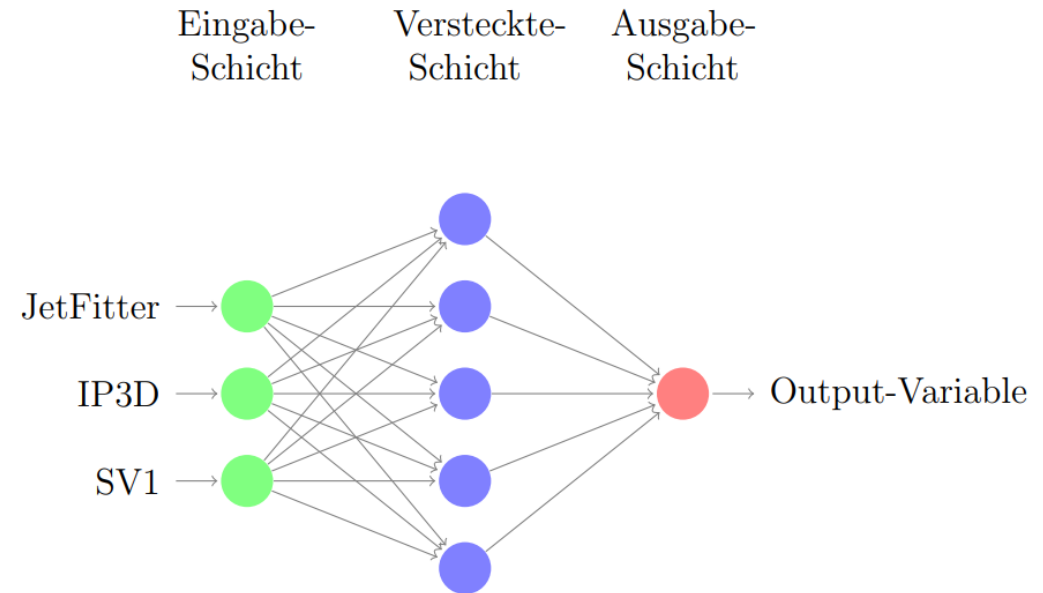 Eingabe-
Schicht
Versteckte-
Schicht
Ausgabe-
Schicht
JetFitter
IP3D
SV1
Output-Variable